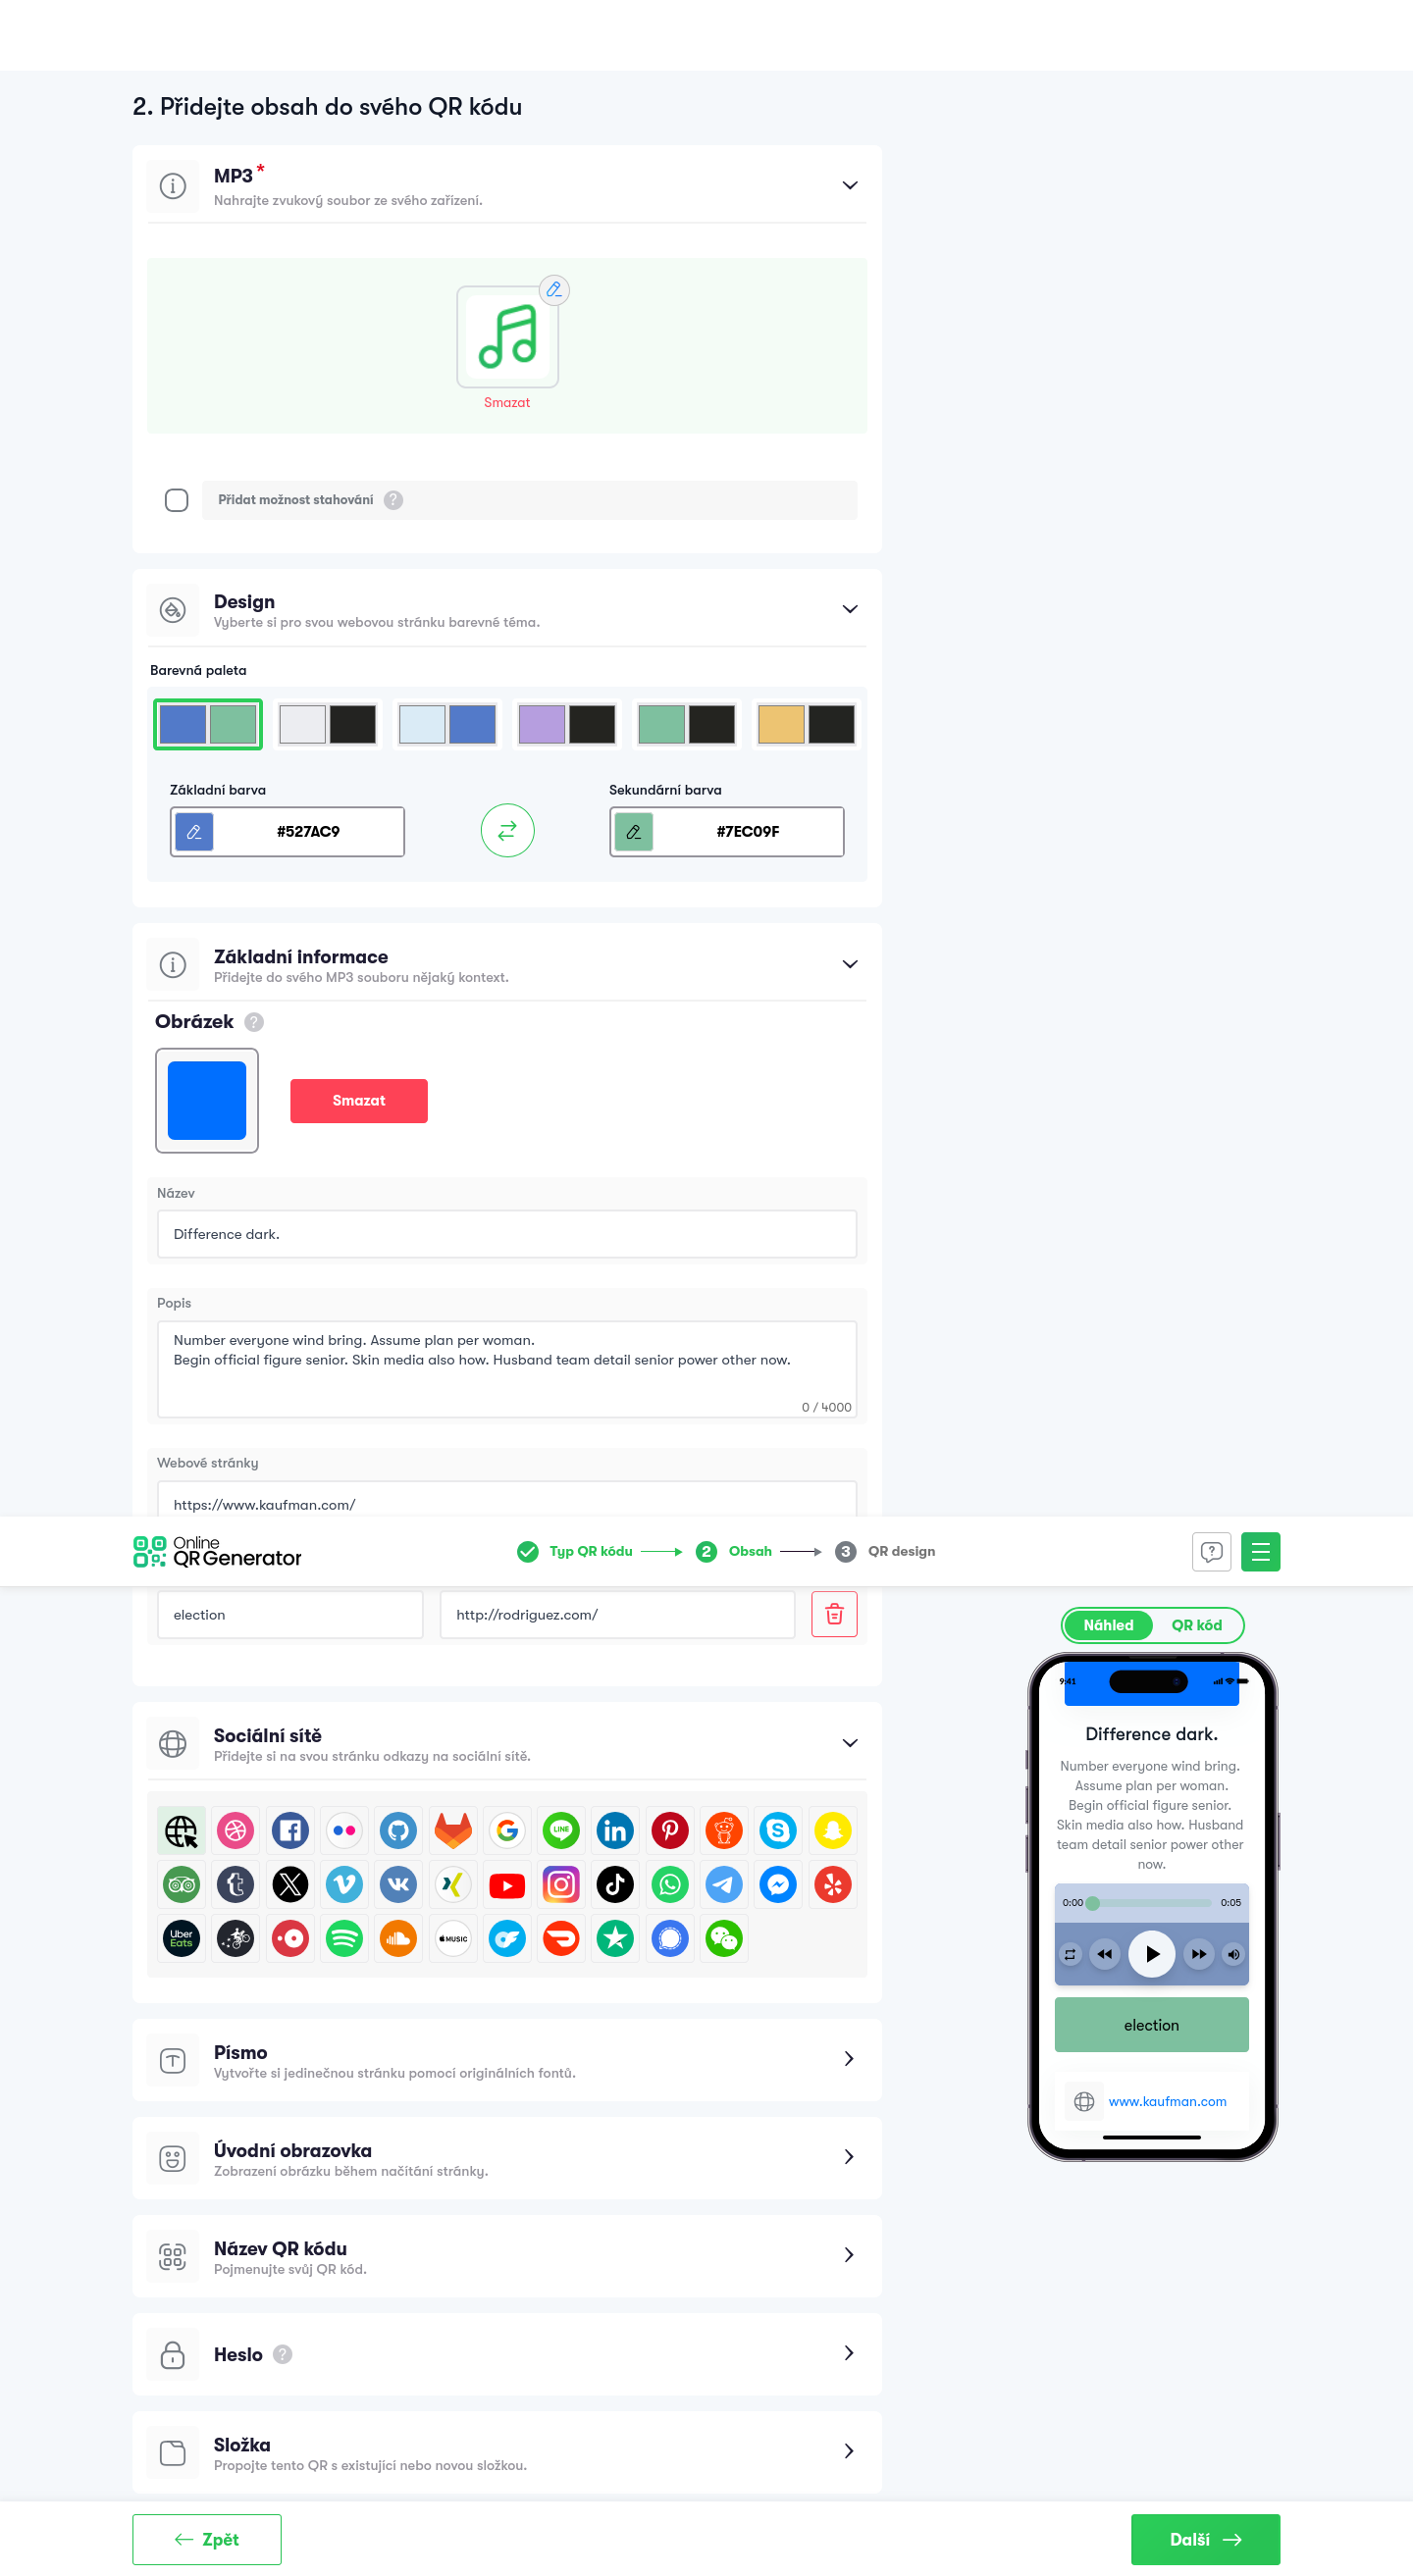 2. Přidejte obsah do svého QR kódu
MP3*
Nahrajte zvukový soubor ze svého zařízení.
Smazat
Přidat možnost stahování ?
Design
Vyberte si pro svou webovou stránku barevné téma.
Barevná paleta
Základní barva
Sekundární barva
#527AC9
#7EC09F
Základní informace
Přidejte do svého MP3 souboru nějaký kontext.
Obrázek ?
Smazat
Název
Difference dark.
Popis
Number everyone wind bring. Assume plan per woman.
Begin official figure senior. Skin media also how. Husband team detail senior power other now.
0 / 4000
Webové stránky
https://www.kaufman.com/
Online
QR Generator
Typ QR kódu
2 Obsah
3 QR design
election
http://rodriguez.com/
Náhled
QR kód
9:41
Difference dark.
Number everyone wind bring.
Assume plan per woman.
Begin official figure senior.
Skin media also how. Husband
team detail senior power other
now.
0:00
0:05
election
www.kaufman.com
Sociální sítě
Přidejte si na svou stránku odkazy na sociální sítě.
LINE
Uber
Eats
MUSIC
Písmo
Vytvořte si jedinečnou stránku pomocí originálních fontů.
Úvodní obrazovka
Zobrazení obrázku během načítání stránky.
Název QR kódu
Pojmenujte svůj QR kód.
Heslo ?
Složka
Propojte tento QR s existující nebo novou složkou.
Zpět
Další